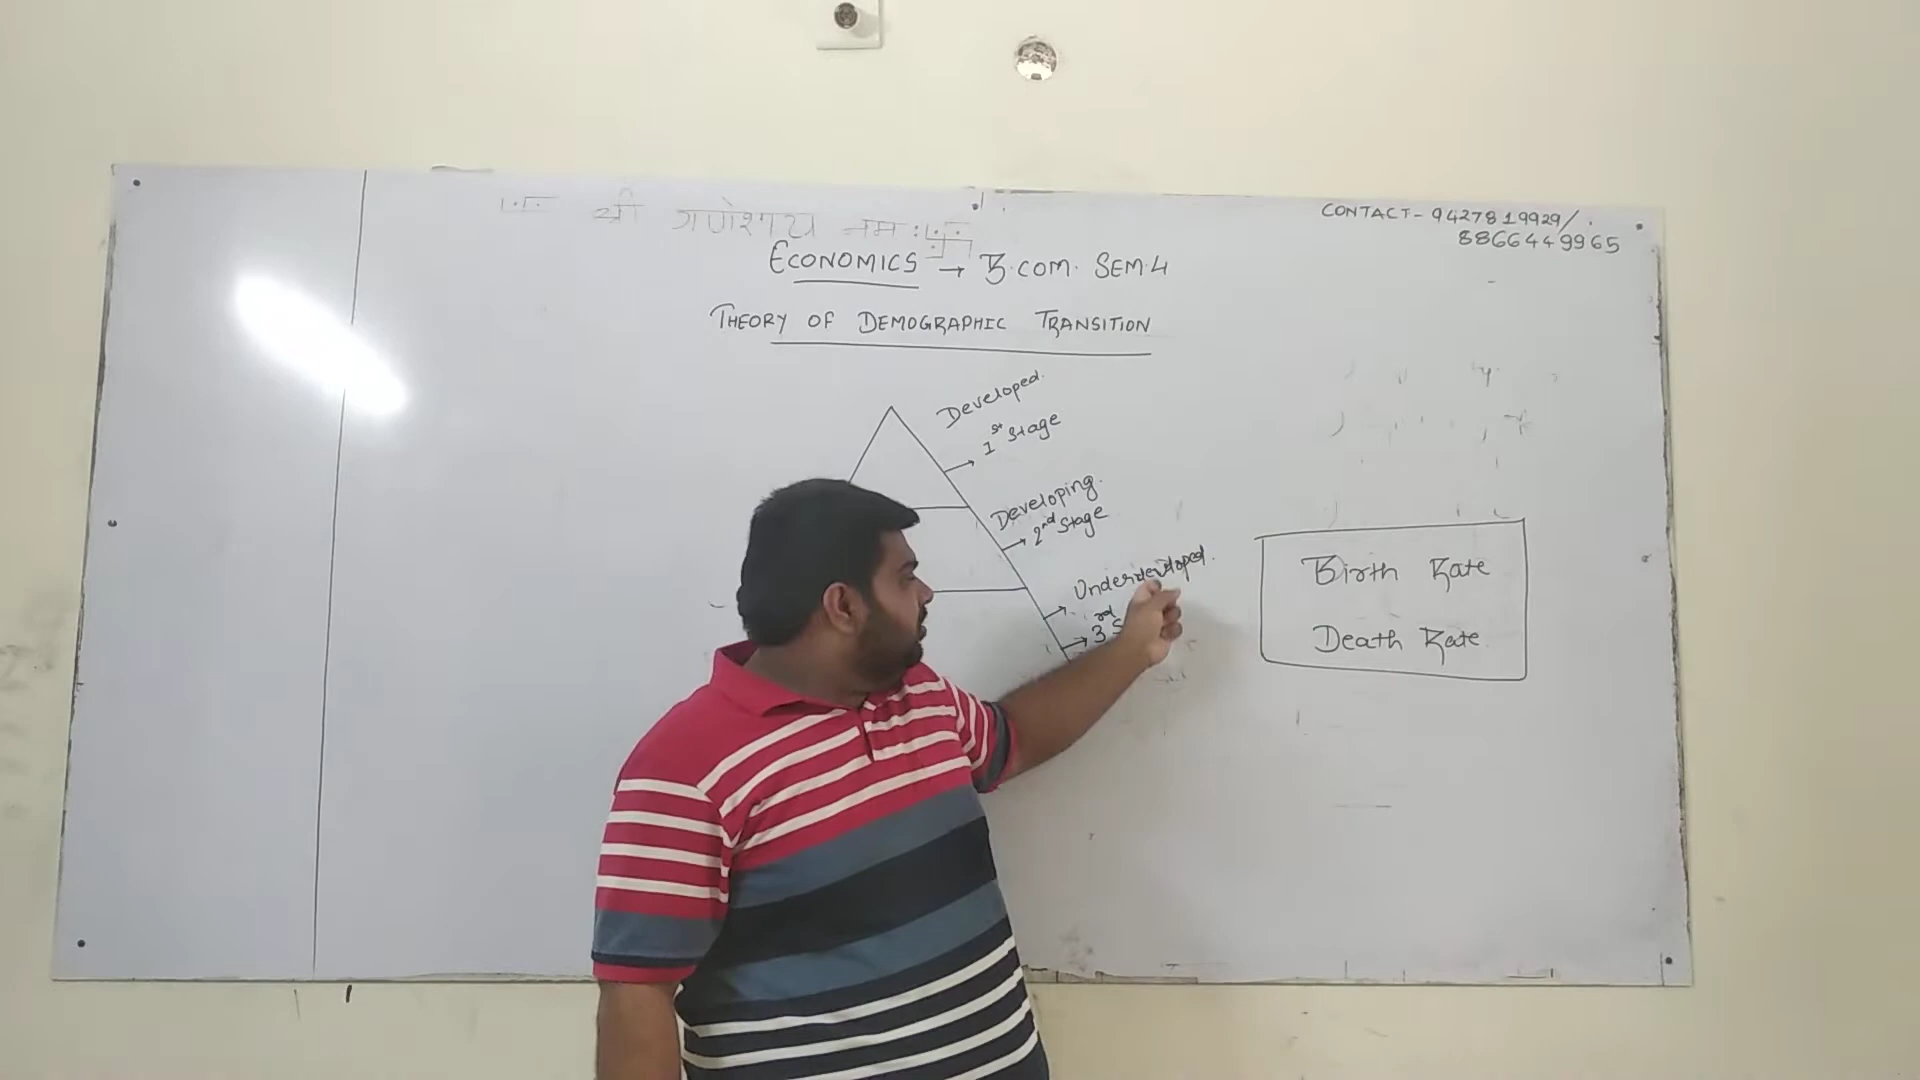 श्री गणेशाय नमः
CONTACT - 9427819929/
8866449965
ECONOMICS → B.COM. SEM.4
THEORY OF DEMOGRAPHIC TRANSITION
Developed.
1st Stage
Developing.
2nd Stage
Underdeveloped.
3rd
Birth Rate
Death Rate